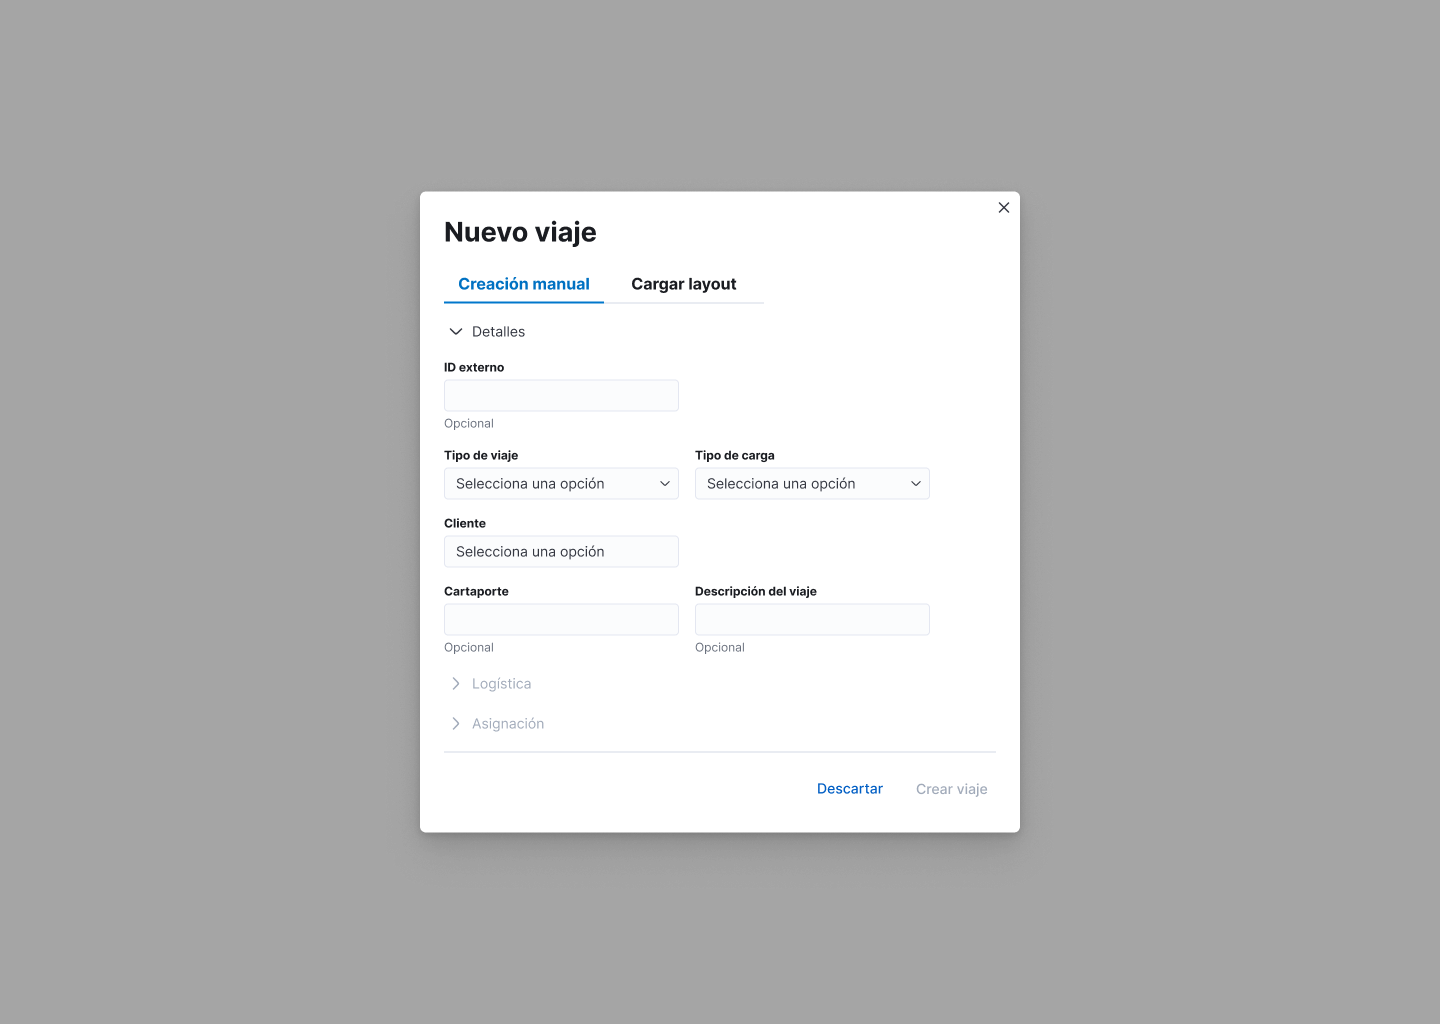 Nuevo viaje
Creación manual
Cargar layout
Detalles
ID externo
Opcional
Tipo de viaje
Tipo de carga
Selecciona una opción
Selecciona una opción
Cliente
Selecciona una opción
Cartaporte
Descripción del viaje
Opcional
Opcional
Logística
Asignación
Descartar
Crear viaje